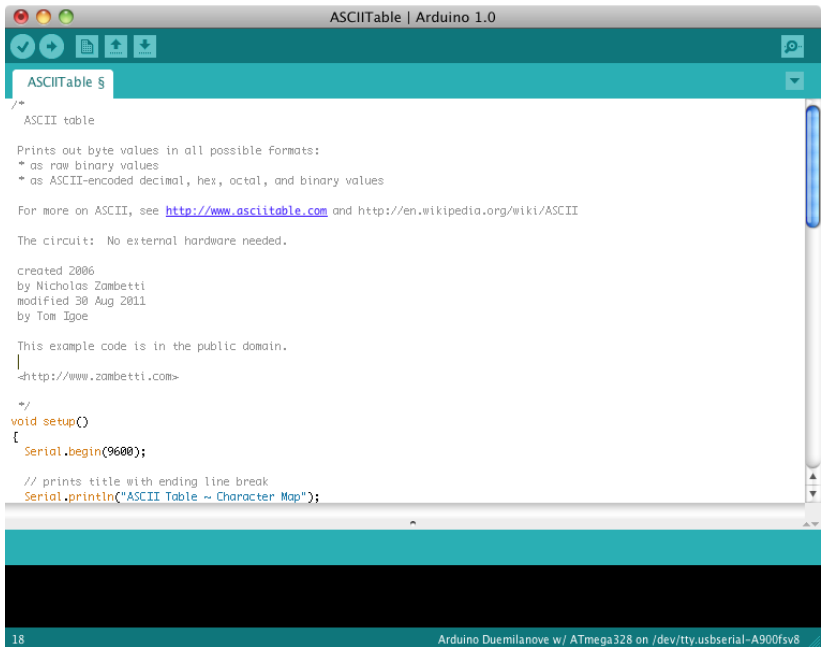 ASCIITable | Arduino 1.0
ASCIITable §
/*
ASCII table
Prints out byte values in all possible formats:
* as raw binary values
* as ASCII-encoded decimal, hex, octal, and binary values
For more on ASCII, see http://www.asciitable.com and http://en.wikipedia.org/wiki/ASCII
The circuit:  No external hardware needed.
created 2006
by Nicholas Zambetti
modified 30 Aug 2011
by Tom Igoe
This example code is in the public domain.
<http://www.zambetti.com>
*/
void setup()
{
Serial.begin(9600);
// prints title with ending line break
Serial.println("ASCII Table ~ Character Map");
18
Arduino Duemilanove w/ ATmega328 on /dev/tty.usbserial-A900fsv8